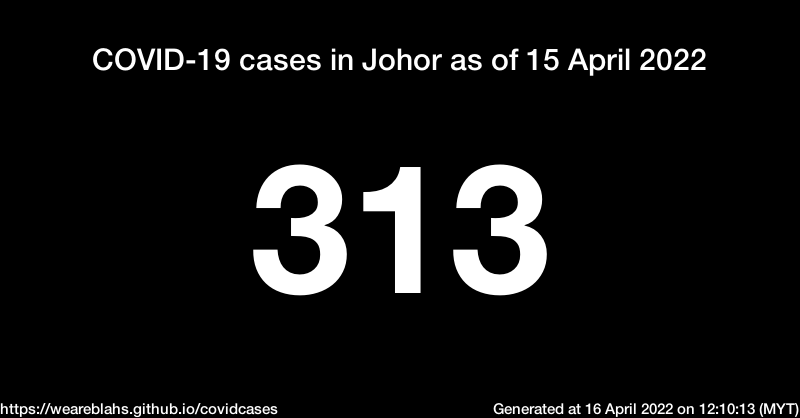 COVID-19 cases in Johor as of 15 April 2022
313
https://weareblahs.github.io/covidcases
Generated at 16 April 2022 on 12:10:13 (MYT)